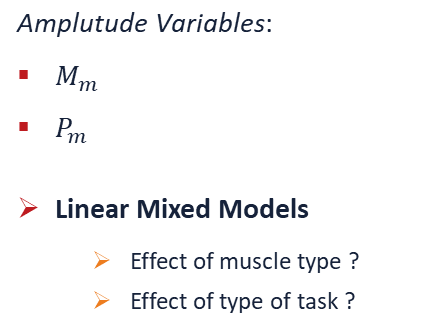 Amplutude Variables:
▪ Mₘ
▪ Pₘ
➢ Linear Mixed Models
➢ Effect of muscle type ?
➢ Effect of type of task ?